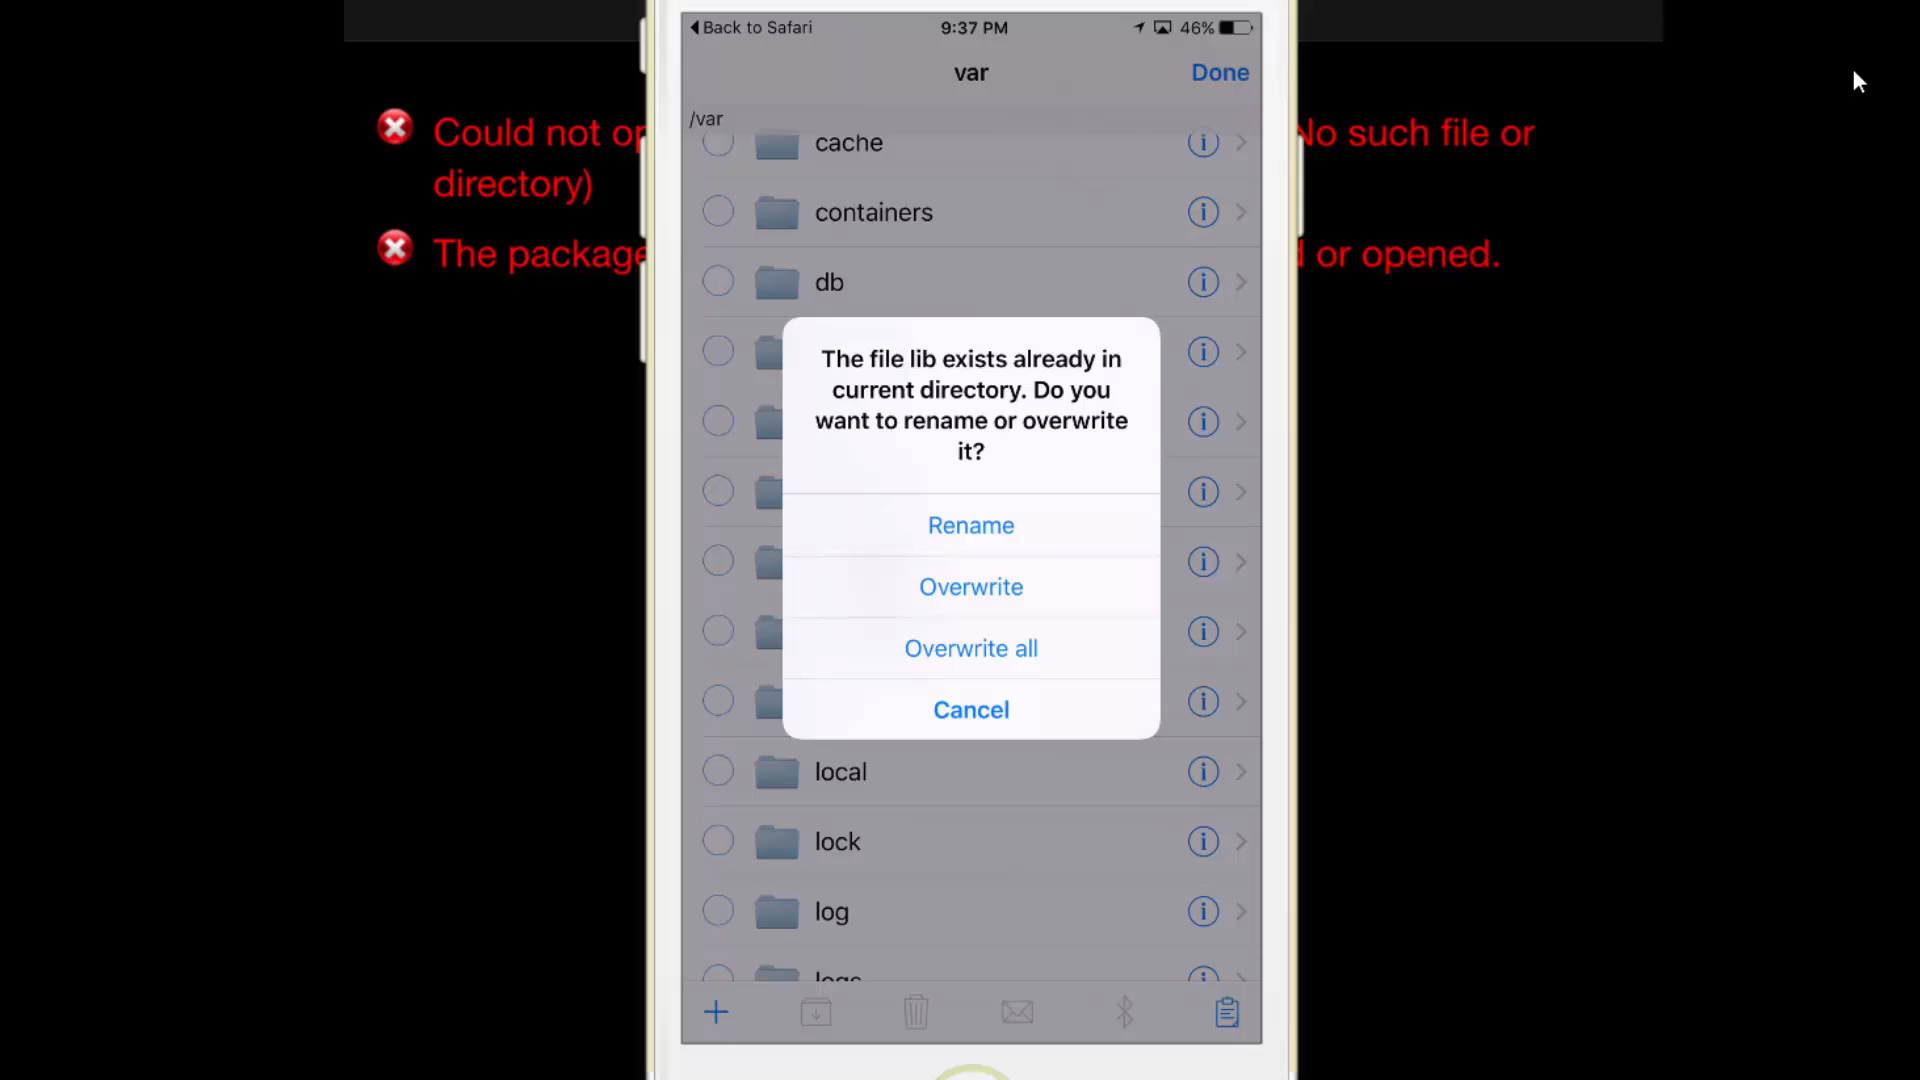 Back to Safari
9:37 PM
46%
var
Done
/var
cache
Could not
No such file or
directory)
containers
The package
or opened.
db
The file lib exists already in
current directory. Do you
want to rename or overwrite
it?
Rename
Overwrite
Overwrite all
Cancel
local
lock
log
logs